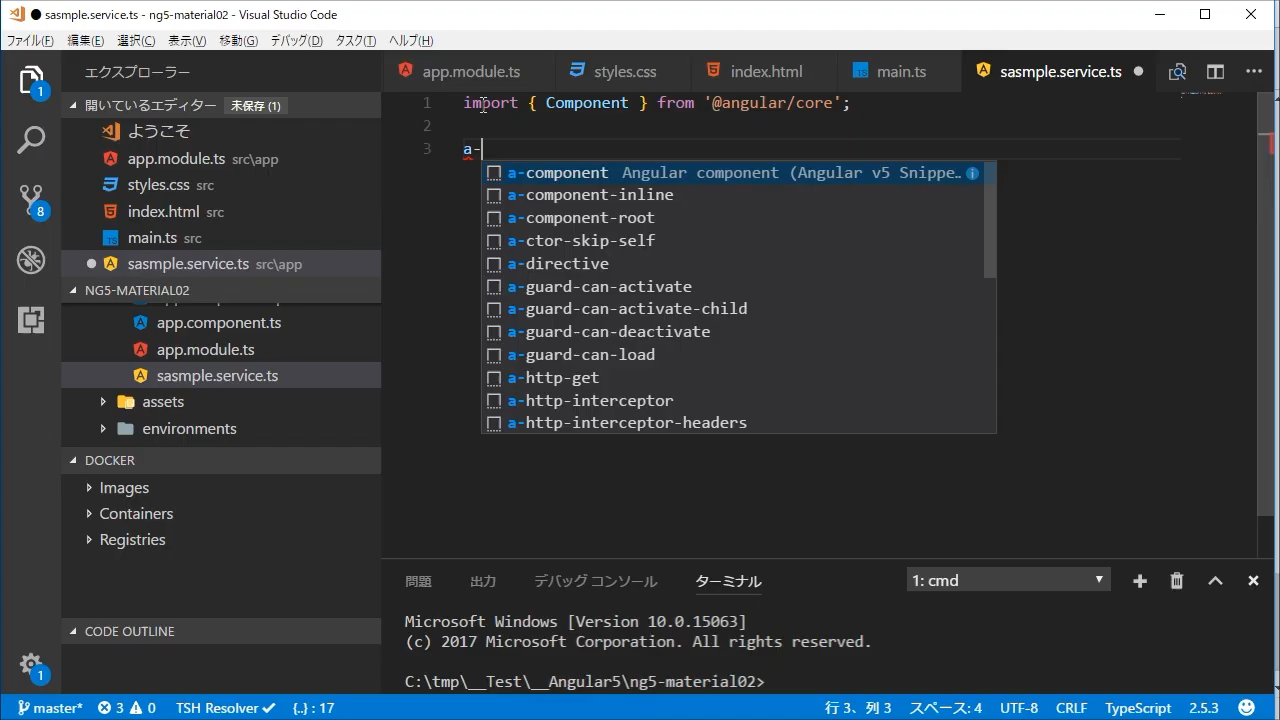 sasmple.service.ts - ng5-material02 - Visual Studio Code
ファイル(F) 編集(E) 選択(C) 表示(V) 移動(G) デバッグ(D) タスク(T) ヘルプ(H)
エクスプローラー
app.module.ts styles.css index.html main.ts sasmple.service.ts
開いているエディター 未保存 (1)
ようこそ
app.module.ts src\app
styles.css src
index.html src
main.ts src
sasmple.service.ts src\app
NG5-MATERIAL02
app.component.ts
app.module.ts
sasmple.service.ts
assets
environments
DOCKER
Images
Containers
Registries
CODE OUTLINE
1
8
1
1 import { Component } from '@angular/core';
2
3 a-
a-component Angular component (Angular v5 Snippe…
a-component-inline
a-component-root
a-ctor-skip-self
a-directive
a-guard-can-activate
a-guard-can-activate-child
a-guard-can-deactivate
a-guard-can-load
a-http-get
a-http-interceptor
a-http-interceptor-headers
問題 出力 デバッグ コンソール ターミナル 1: cmd
Microsoft Windows [Version 10.0.15063]
(c) 2017 Microsoft Corporation. All rights reserved.
C:\tmp\__Test\__Angular5\ng5-material02>
master* 3 0 TSH Resolver {..} : 17 行 3、列 3 スペース: 4 UTF-8 CRLF TypeScript 2.5.3